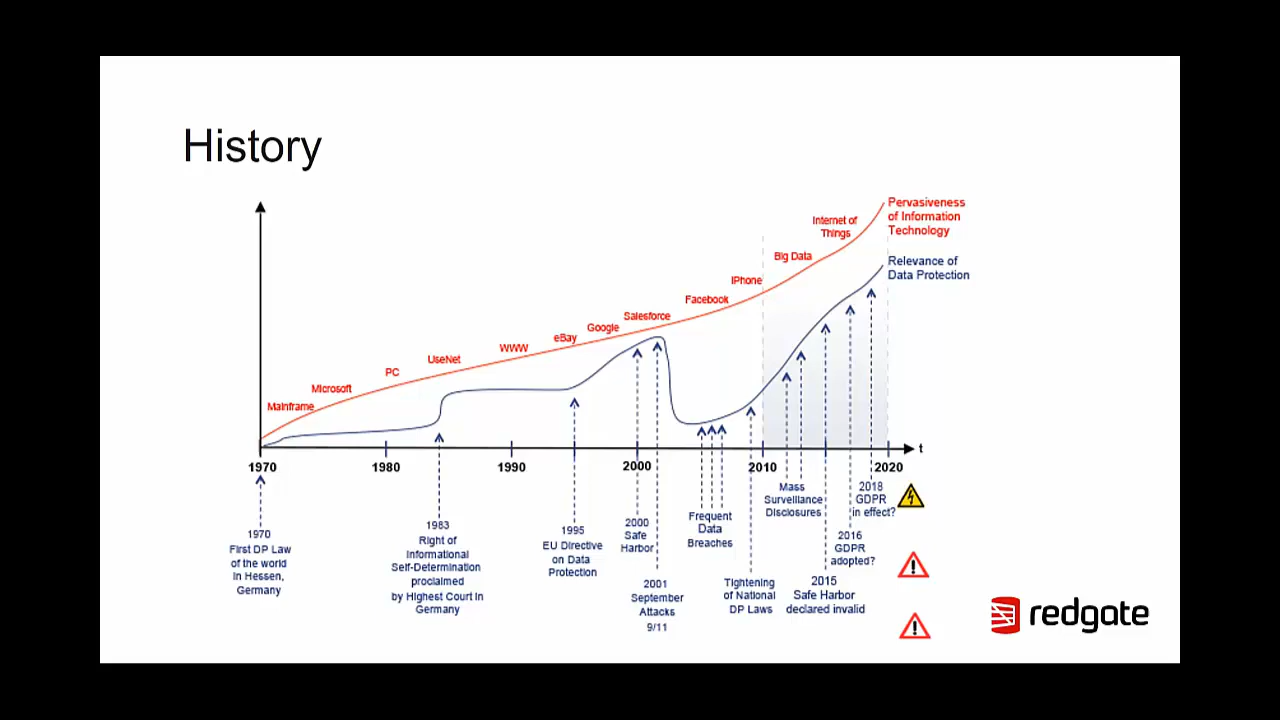 History
Pervasiveness
of Information
Technology
Internet of
Things
Relevance of
Data Protection
Big Data
IPhone
Facebook
Salesforce
Google
eBay
WWW
UseNet
PC
Microsoft
Mainframe
t
1970
1980
1990
2000
2010
2020
1970
First DP Law
of the world
in Hessen,
Germany
1983
Right of
Informational
Self-Determination
proclaimed
by Highest Court in
Germany
1995
EU Directive
on Data
Protection
2000
Safe
Harbor
2001
September
Attacks
9/11
Frequent
Data
Breaches
Tightening
of National
DP Laws
Mass
Surveillance
Disclosures
2015
Safe Harbor
declared invalid
2016
GDPR
adopted?
2018
GDPR
in effect?
redgate